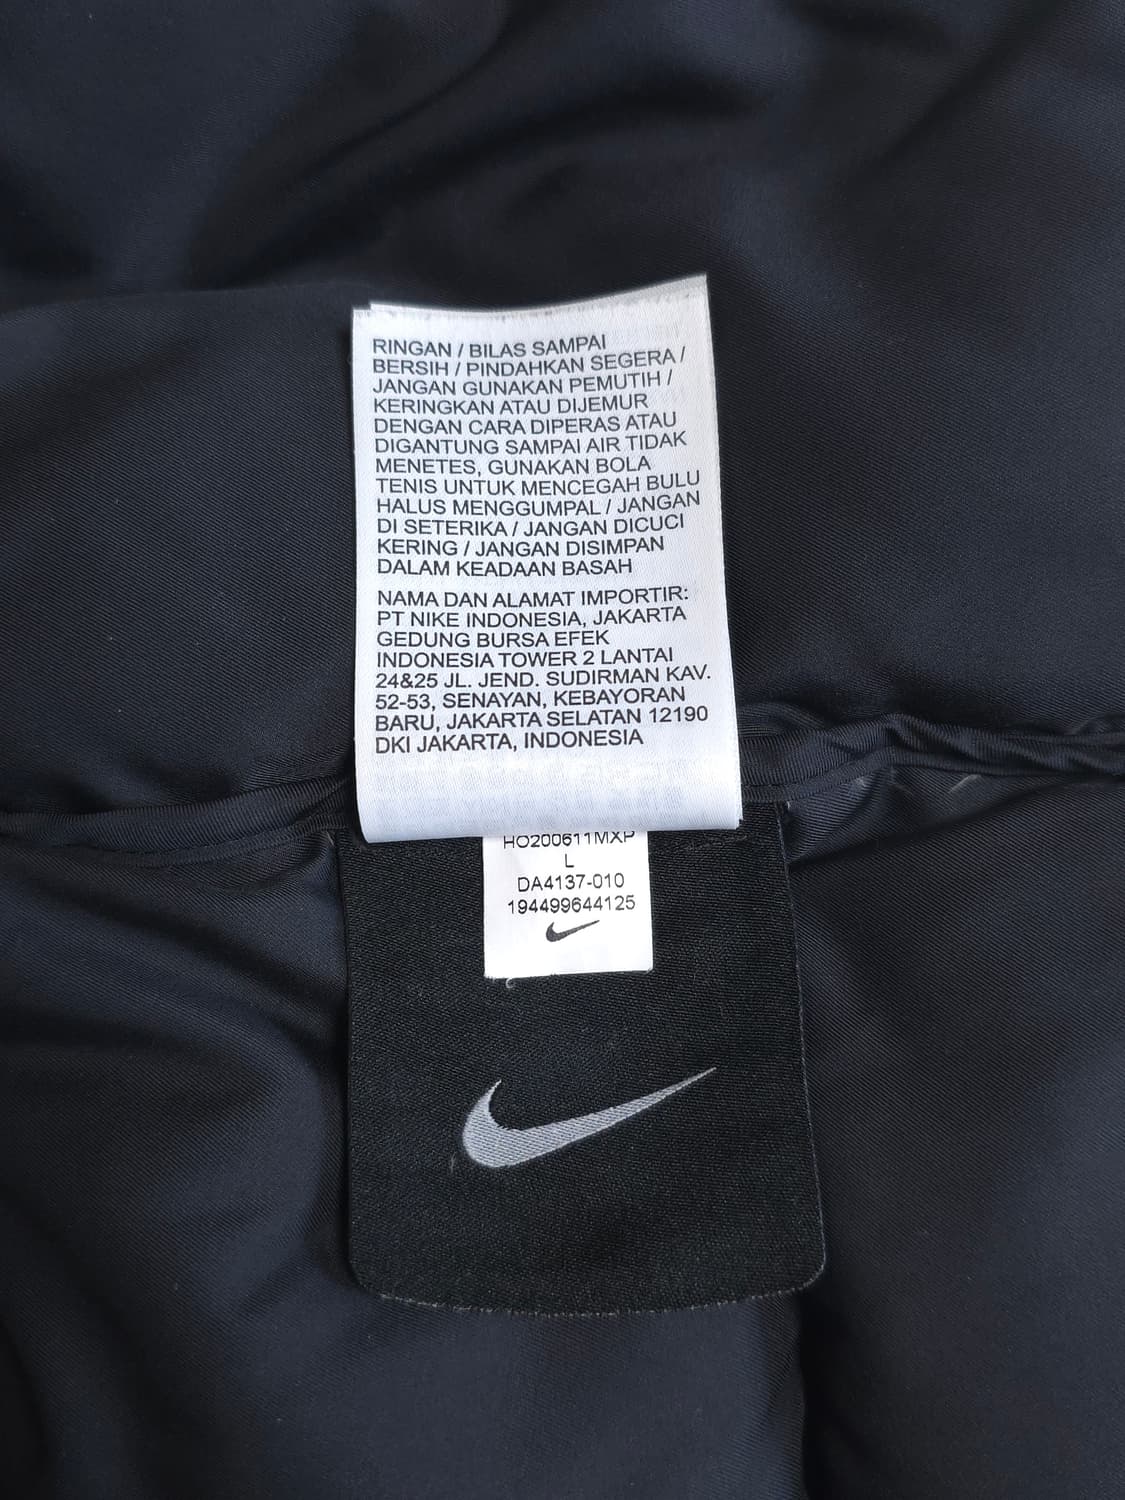 RINGAN / BILAS SAMPAI
BERSIH / PINDAHKAN SEGERA /
JANGAN GUNAKAN PEMUTIH /
KERINGKAN ATAU DIJEMUR
DENGAN CARA DIPERAS ATAU
DIGANTUNG SAMPAI AIR TIDAK
MENETES, GUNAKAN BOLA
TENIS UNTUK MENCEGAH BULU
HALUS MENGGUMPAL / JANGAN
DI SETERIKA / JANGAN DICUCI
KERING / JANGAN DISIMPAN
DALAM KEADAAN BASAH
NAMA DAN ALAMAT IMPORTIR:
PT NIKE INDONESIA, JAKARTA
GEDUNG BURSA EFEK
INDONESIA TOWER 2 LANTAI
24&25 JL. JEND. SUDIRMAN KAV.
52-53, SENAYAN, KEBAYORAN
BARU, JAKARTA SELATAN 12190
DKI JAKARTA, INDONESIA
HO200611MXP
L
DA4137-010
194499644125